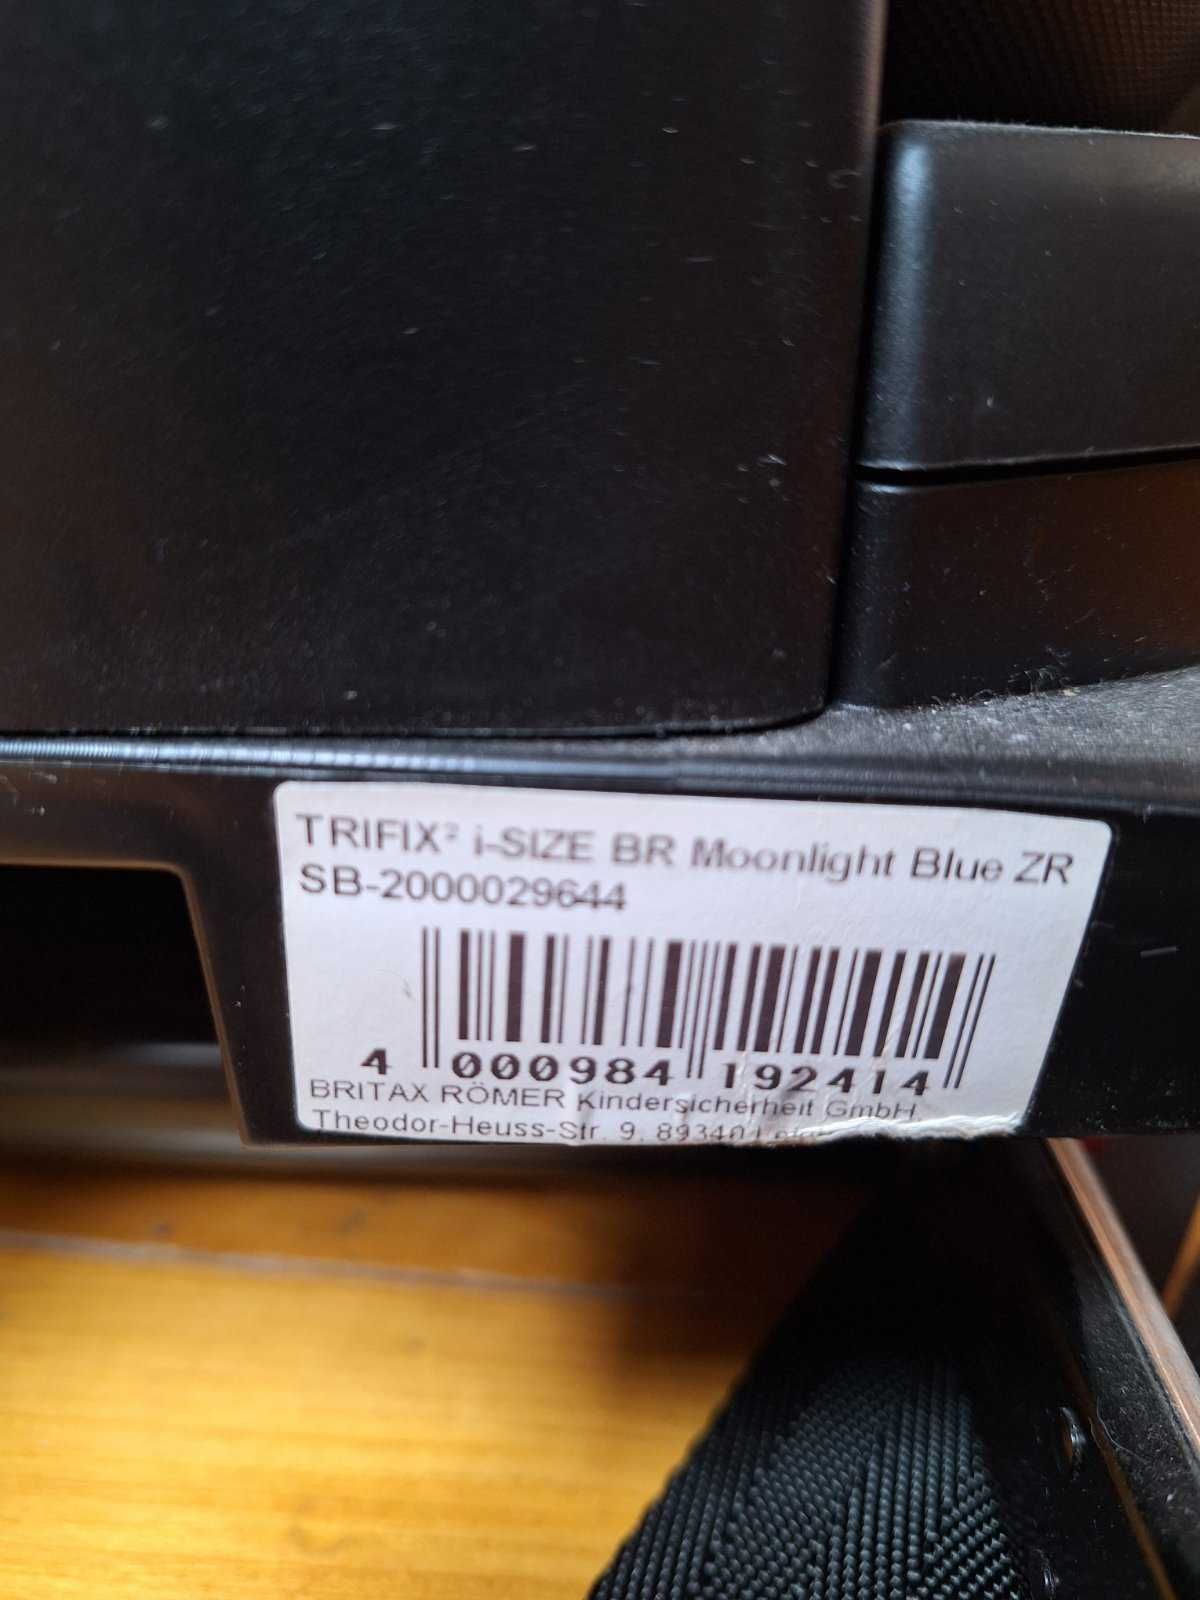 TRIFIX² i-SIZE BR Moonlight Blue ZR
SB-2000029644
4 000984 192414
BRITAX RÖMER Kindersicherheit GmbH,
Theodor-Heuss-Str. 9, 89340